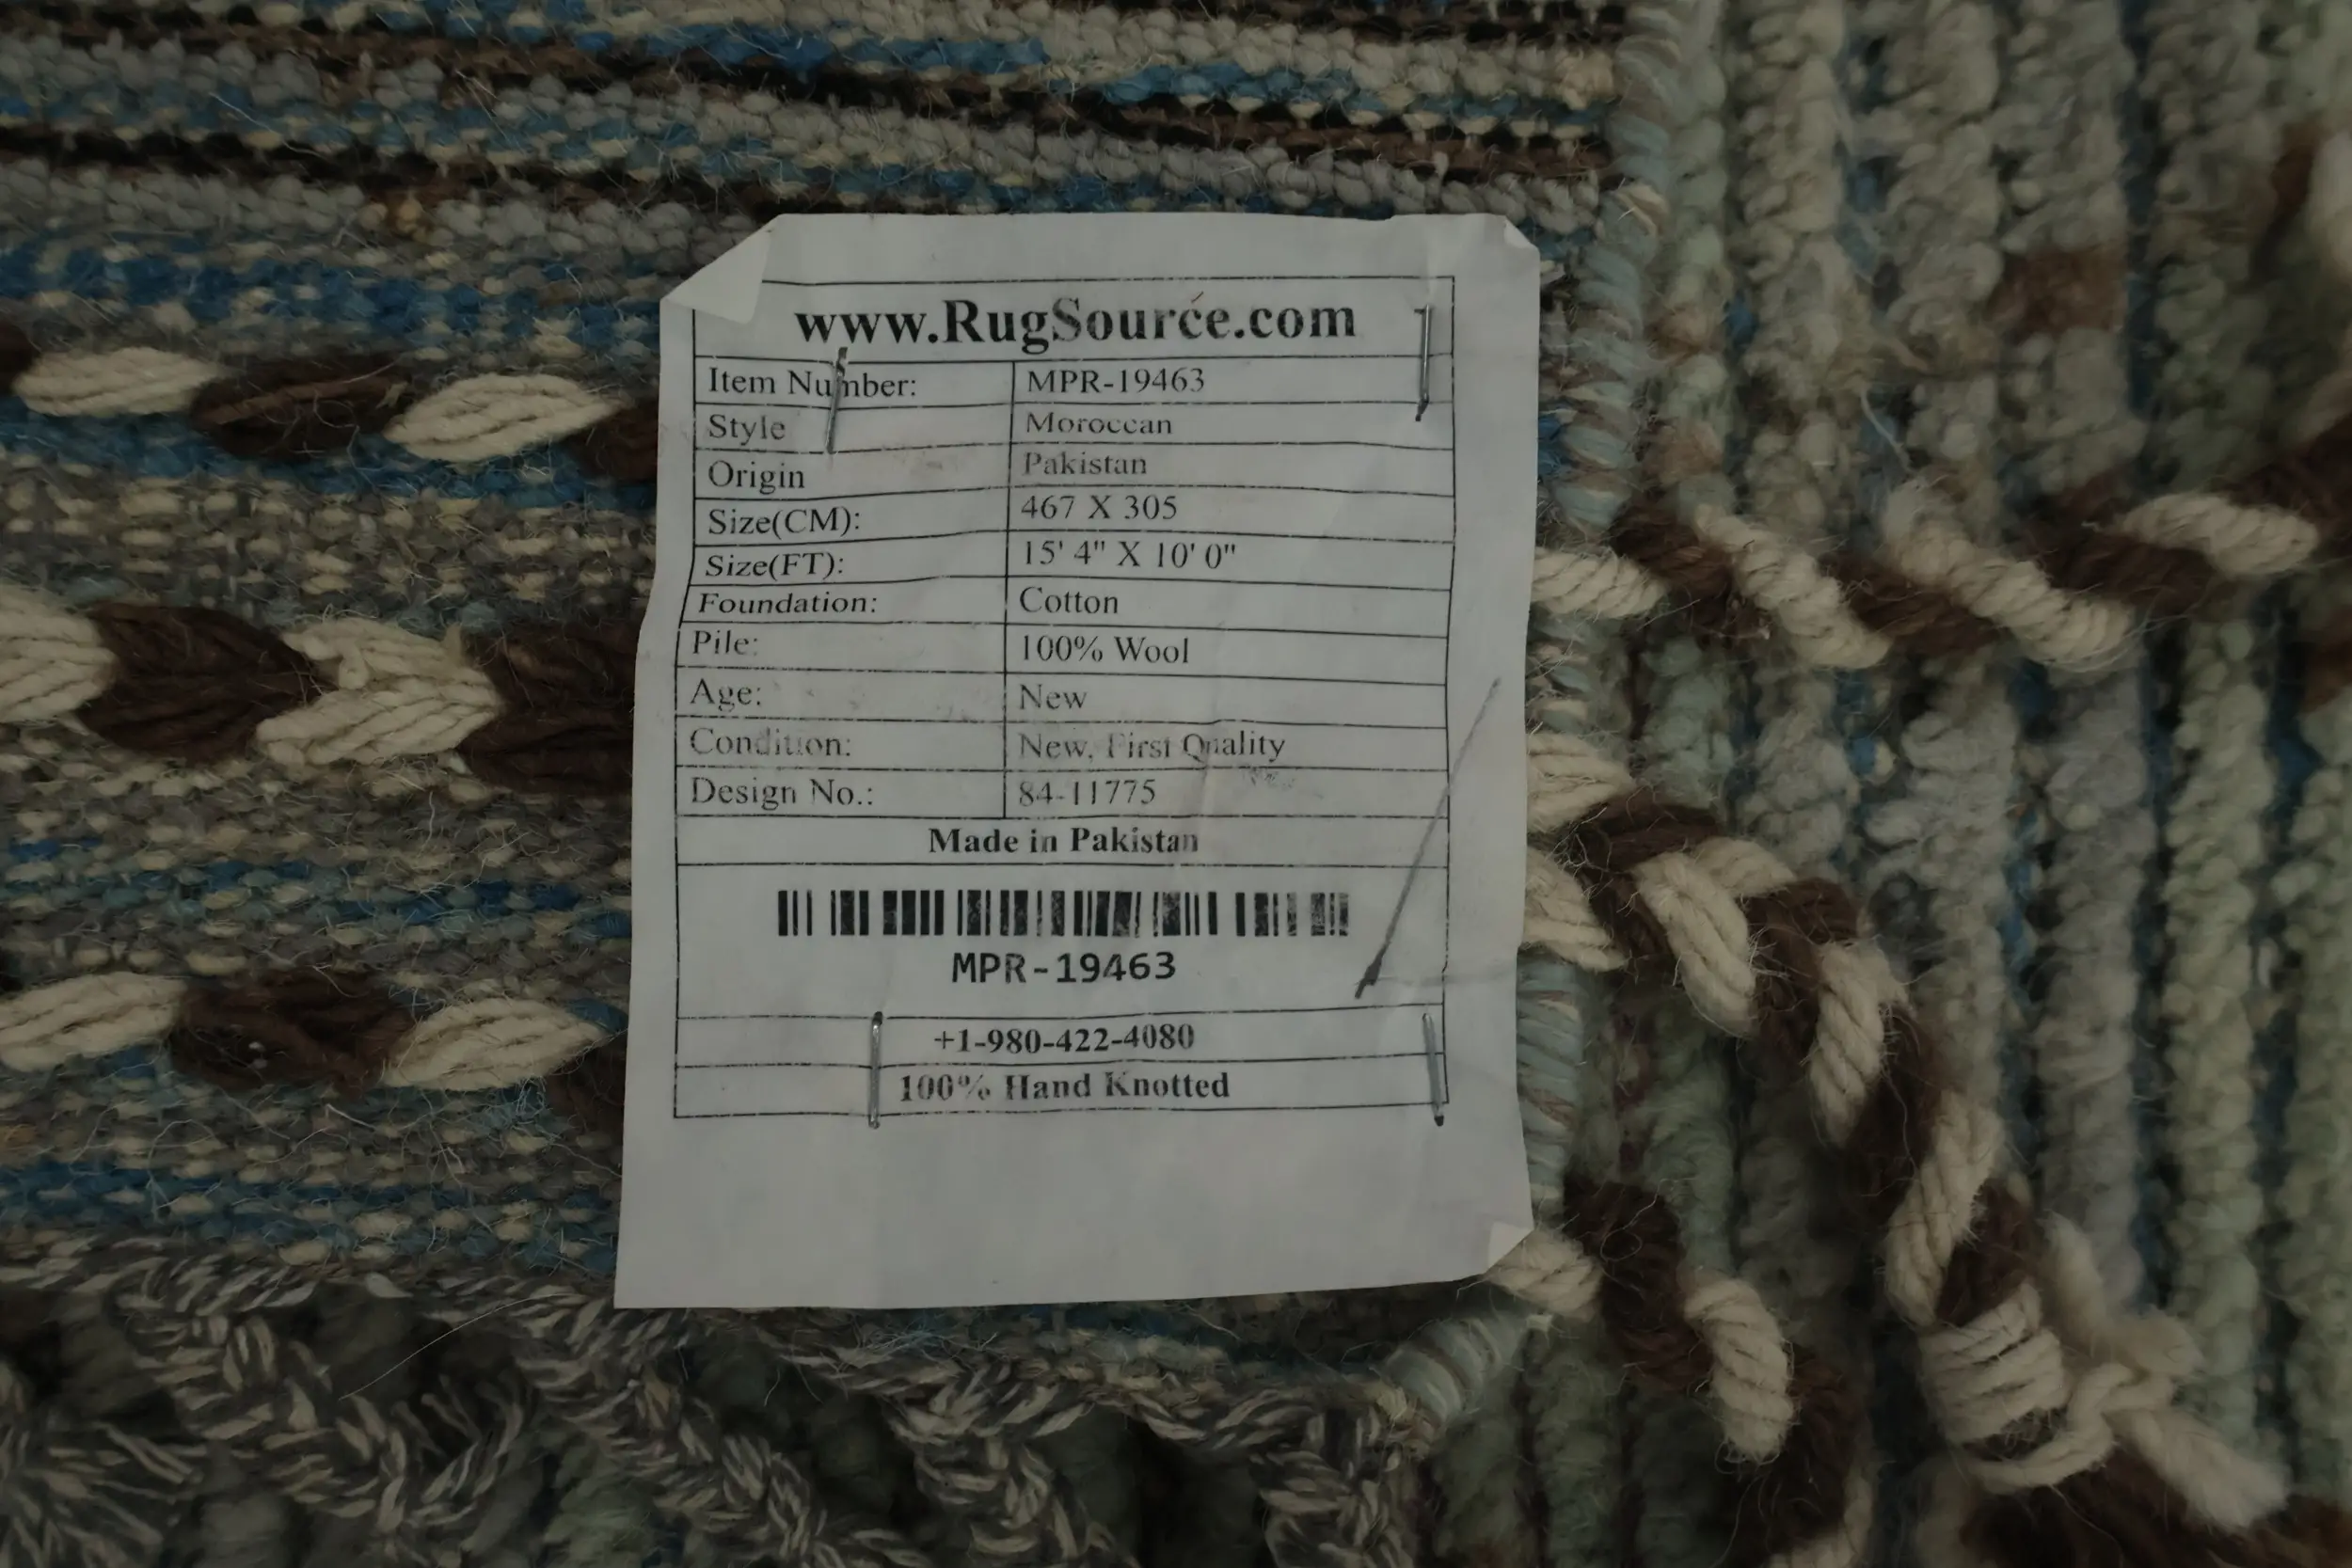 www.RugSource.com
Item Number: MPR-19463
Style Moroccan
Origin Pakistan
Size(CM): 467 X 305
Size(FT): 15' 4" X 10' 0"
Foundation: Cotton
Pile: 100% Wool
Age: New
Condition: New, First Quality
Design No.: 84-11775
Made in Pakistan
MPR-19463
+1-980-422-4080
100% Hand Knotted